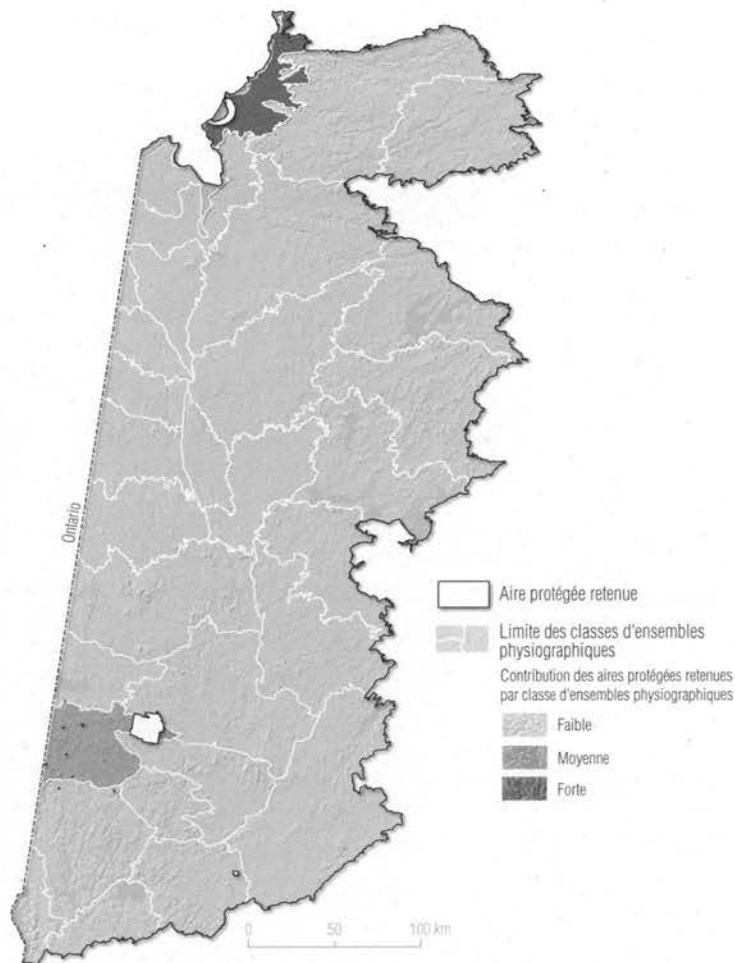 Ontario
Aire protégée retenue
Limite des classes d'ensembles
physiographiques
Contribution des aires protégées retenues
par classe d'ensembles physiographiques
Faible
Moyenne
Forte
0 50 100 km